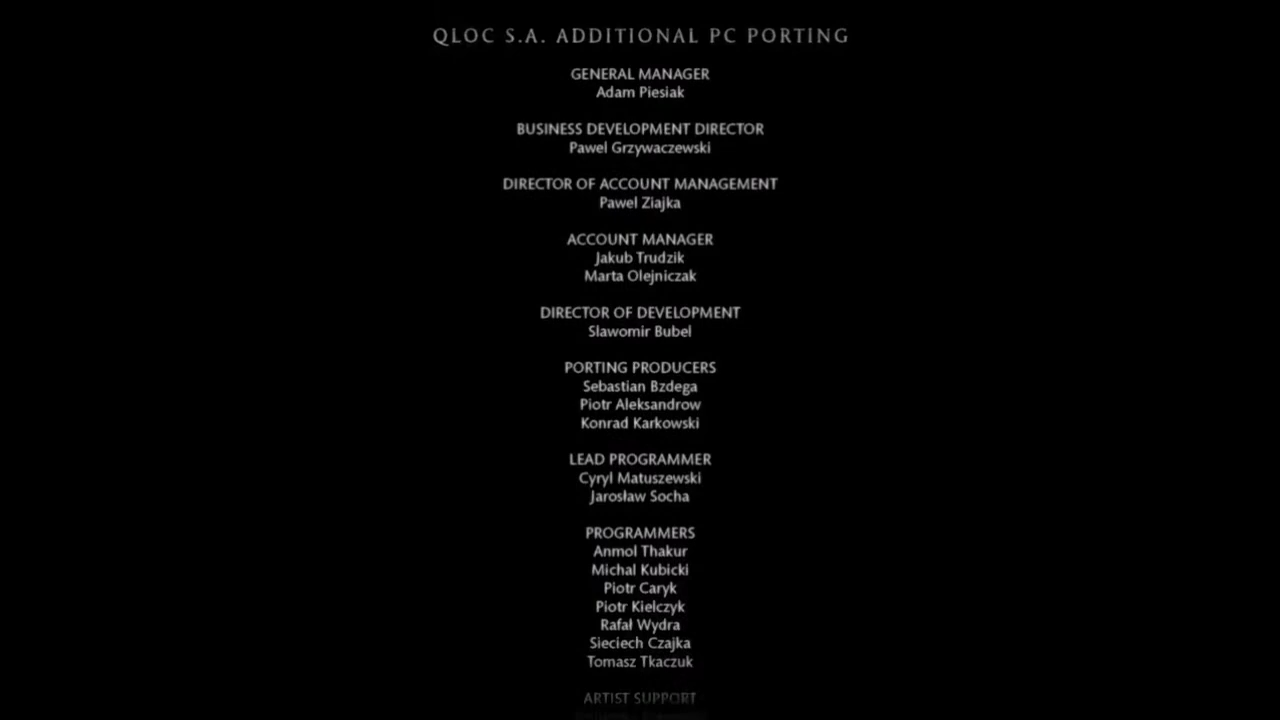 QLOC S.A. ADDITIONAL PC PORTING
GENERAL MANAGER
Adam Piesiak
BUSINESS DEVELOPMENT DIRECTOR
Pawel Grzywaczewski
DIRECTOR OF ACCOUNT MANAGEMENT
Pawel Ziajka
ACCOUNT MANAGER
Jakub Trudzik
Marta Olejniczak
DIRECTOR OF DEVELOPMENT
Slawomir Bubel
PORTING PRODUCERS
Sebastian Bzdega
Piotr Aleksandrow
Konrad Karkowski
LEAD PROGRAMMER
Cyryl Matuszewski
Jarosław Socha
PROGRAMMERS
Anmol Thakur
Michal Kubicki
Piotr Caryk
Piotr Kielczyk
Rafał Wydra
Sieciech Czajka
Tomasz Tkaczuk
ARTIST SUPPORT